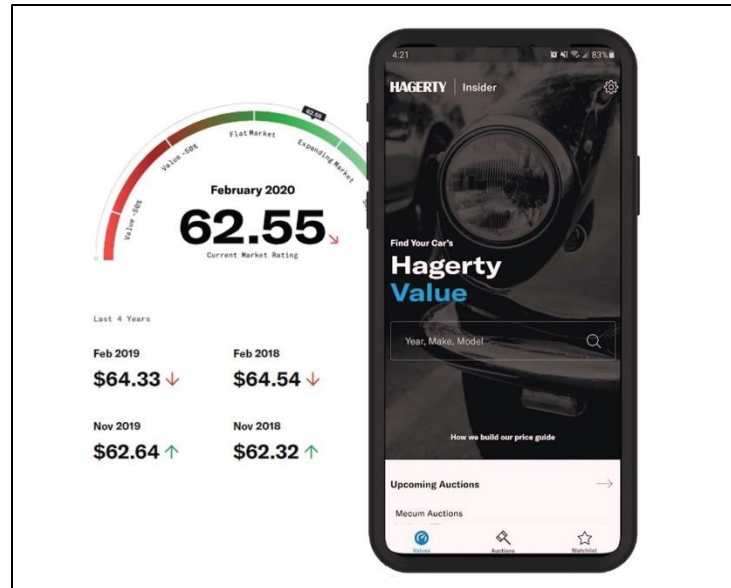 62.55
Flat Market
Value -50%
Expanding Market
Value -50%
February 2020
62.55
Current Market Rating
Last 4 Years
Feb 2019
Feb 2018
$64.33
$64.54
Nov 2019
Nov 2018
$62.64
$62.32
4:21
83%
HAGERTY | Insider
Find Your Car's
Hagerty
Value
Year, Make, Model
How we build our price guide
Upcoming Auctions
Mecum Auctions
Values
Auctions
Watchlist